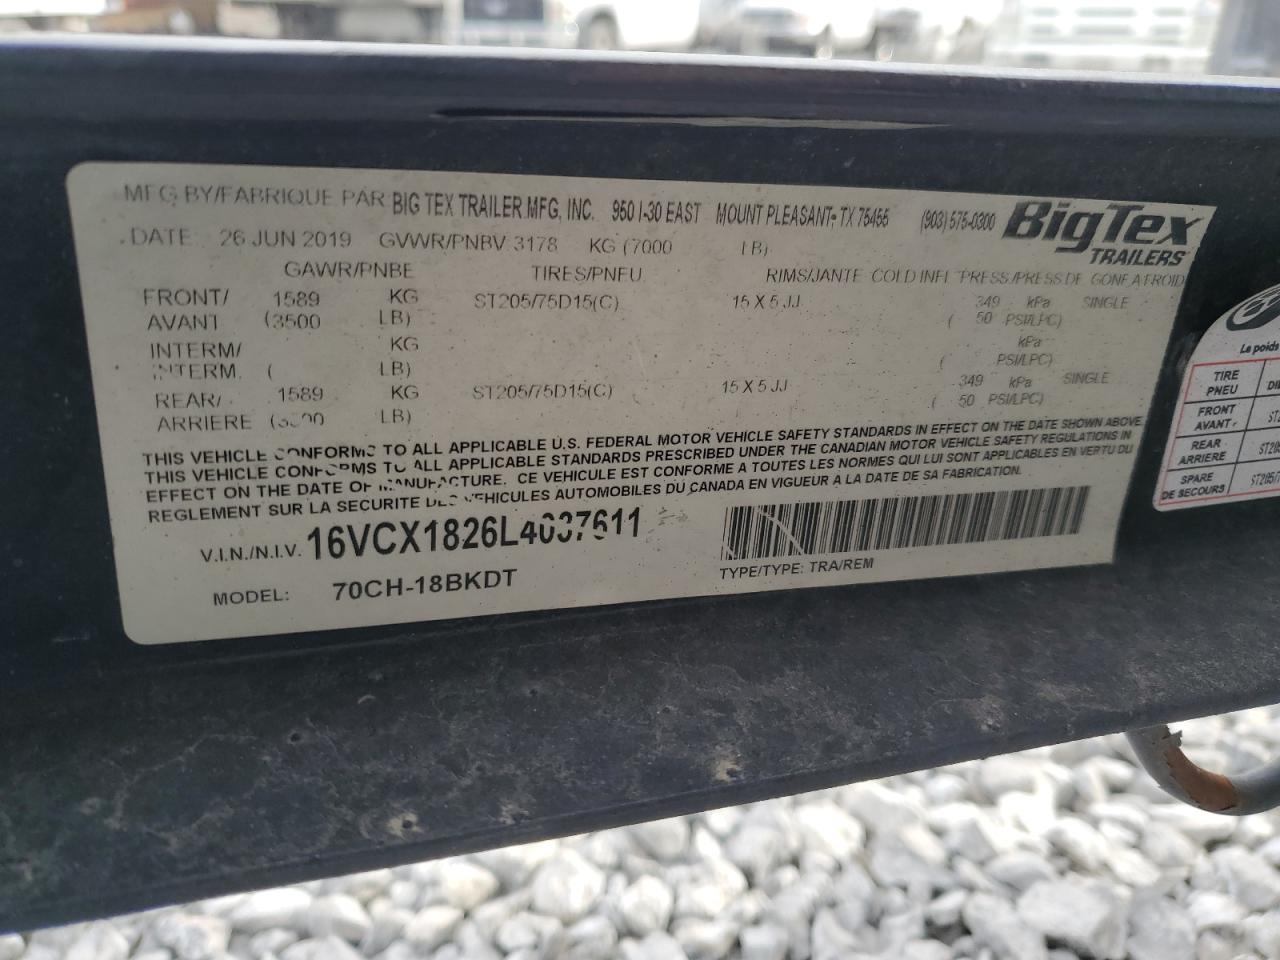 MFG BY/FABRIQUE PAR BIG TEX TRAILER MFG, INC. 950 I-30 EAST MOUNT PLEASANT, TX 75455 (903) 575-0300
BigTex
TRAILERS
DATE 26 JUN 2019 GVWR/PNBV 3178 KG (7000 LB)
GAWR/PNBE TIRES/PNEU RIMS/JANTE COLD INFL PRESS/PRESS DE GONF A FROID
FRONT/ 1589 KG ST205/75D15(C) 15 X 5 JJ 349 kPa SINGLE
AVANT (3500 LB) ( 50 PSI/LPC)
INTERM/ KG kPa
INTERM. ( LB) ( PSI/LPC)
REAR/ 1589 KG ST205/75D15(C) 15 X 5 JJ 349 kPa SINGLE
ARRIERE (3500 LB) ( 50 PSI/LPC)
THIS VEHICLE CONFORMS TO ALL APPLICABLE U.S. FEDERAL MOTOR VEHICLE SAFETY STANDARDS IN EFFECT ON THE DATE SHOWN ABOVE.
THIS VEHICLE CONFORMS TO ALL APPLICABLE STANDARDS PRESCRIBED UNDER THE CANADIAN MOTOR VEHICLE SAFETY REGULATIONS IN
EFFECT ON THE DATE OF MANUFACTURE. CE VEHICULE EST CONFORME A TOUTES LES NORMES QUI LUI SONT APPLICABLES EN VERTU DU
REGLEMENT SUR LA SECURITE DES VEHICULES AUTOMOBILES DU CANADA EN VIGUEUR A LA DATE DE SA FABRICATION.
V.I.N./N.I.V. 16VCX1826L4037611
MODEL: 70CH-18BKDT
TYPE/TYPE: TRA/REM
Le poids
TIRE
PNEU
FRONT
AVANT
REAR
ARRIERE
SPARE
DE SECOURS